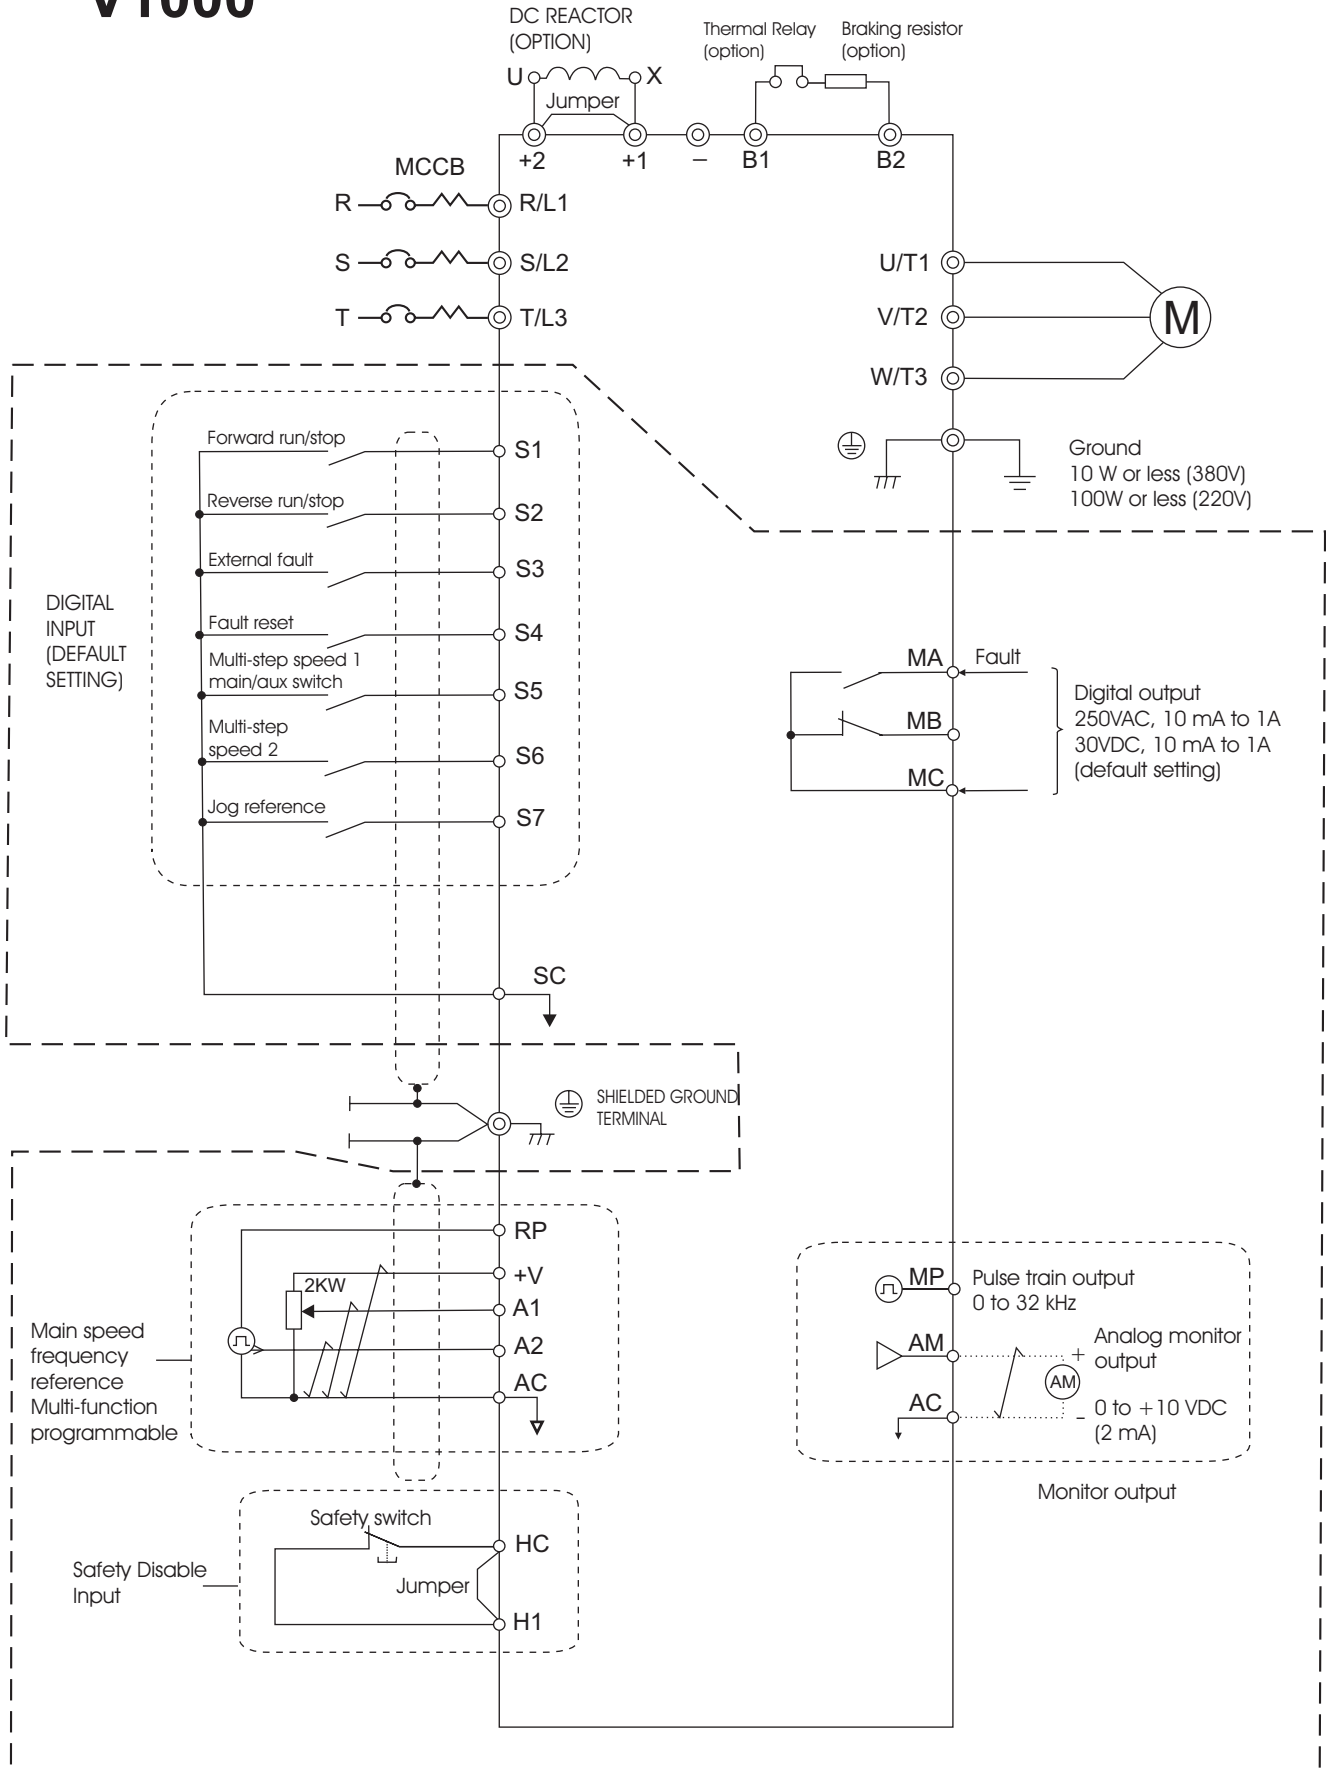 V1000
DC REACTOR
(OPTION)
Thermal Relay
(option)
Braking resistor
(option)
U
X
Jumper
+2
+1
–
B1
B2
MCCB
R
R/L1
S
S/L2
T
T/L3
U/T1
V/T2
W/T3
M
Ground
10 W or less (380V)
100W or less (220V)
DIGITAL
INPUT
(DEFAULT
SETTING)
Forward run/stop
S1
Reverse run/stop
S2
External fault
S3
Fault reset
S4
Multi-step speed 1
main/aux switch
S5
Multi-step
speed 2
S6
Jog reference
S7
SC
MA
Fault
MB
MC
Digital output
250VAC, 10 mA to 1A
30VDC, 10 mA to 1A
(default setting)
SHIELDED GROUND
TERMINAL
Main speed
frequency
reference
Multi-function
programmable
2KW
RP
+V
A1
A2
AC
MP
Pulse train output
0 to 32 kHz
AM
+
Analog monitor
output
AM
AC
-
0 to +10 VDC
(2 mA)
Monitor output
Safety Disable
Input
Safety switch
HC
Jumper
H1